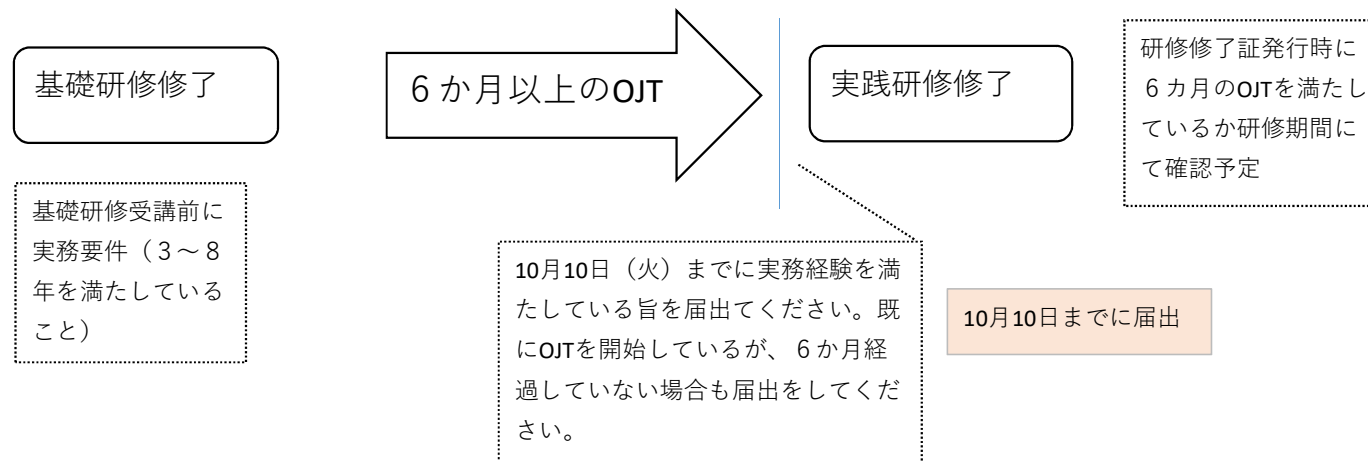 基礎研修修了
６か月以上のOJT
実践研修修了
研修修了証発行時に
６カ月のOJTを満たし
ているか研修期間に
て確認予定
基礎研修受講前に
実務要件（３～８
年を満たしている
こと）
10月10日（火）までに実務経験を満
たしている旨を届出てください。既
にOJTを開始しているが、６か月経
過していない場合も届出をしてくだ
さい。
10月10日までに届出